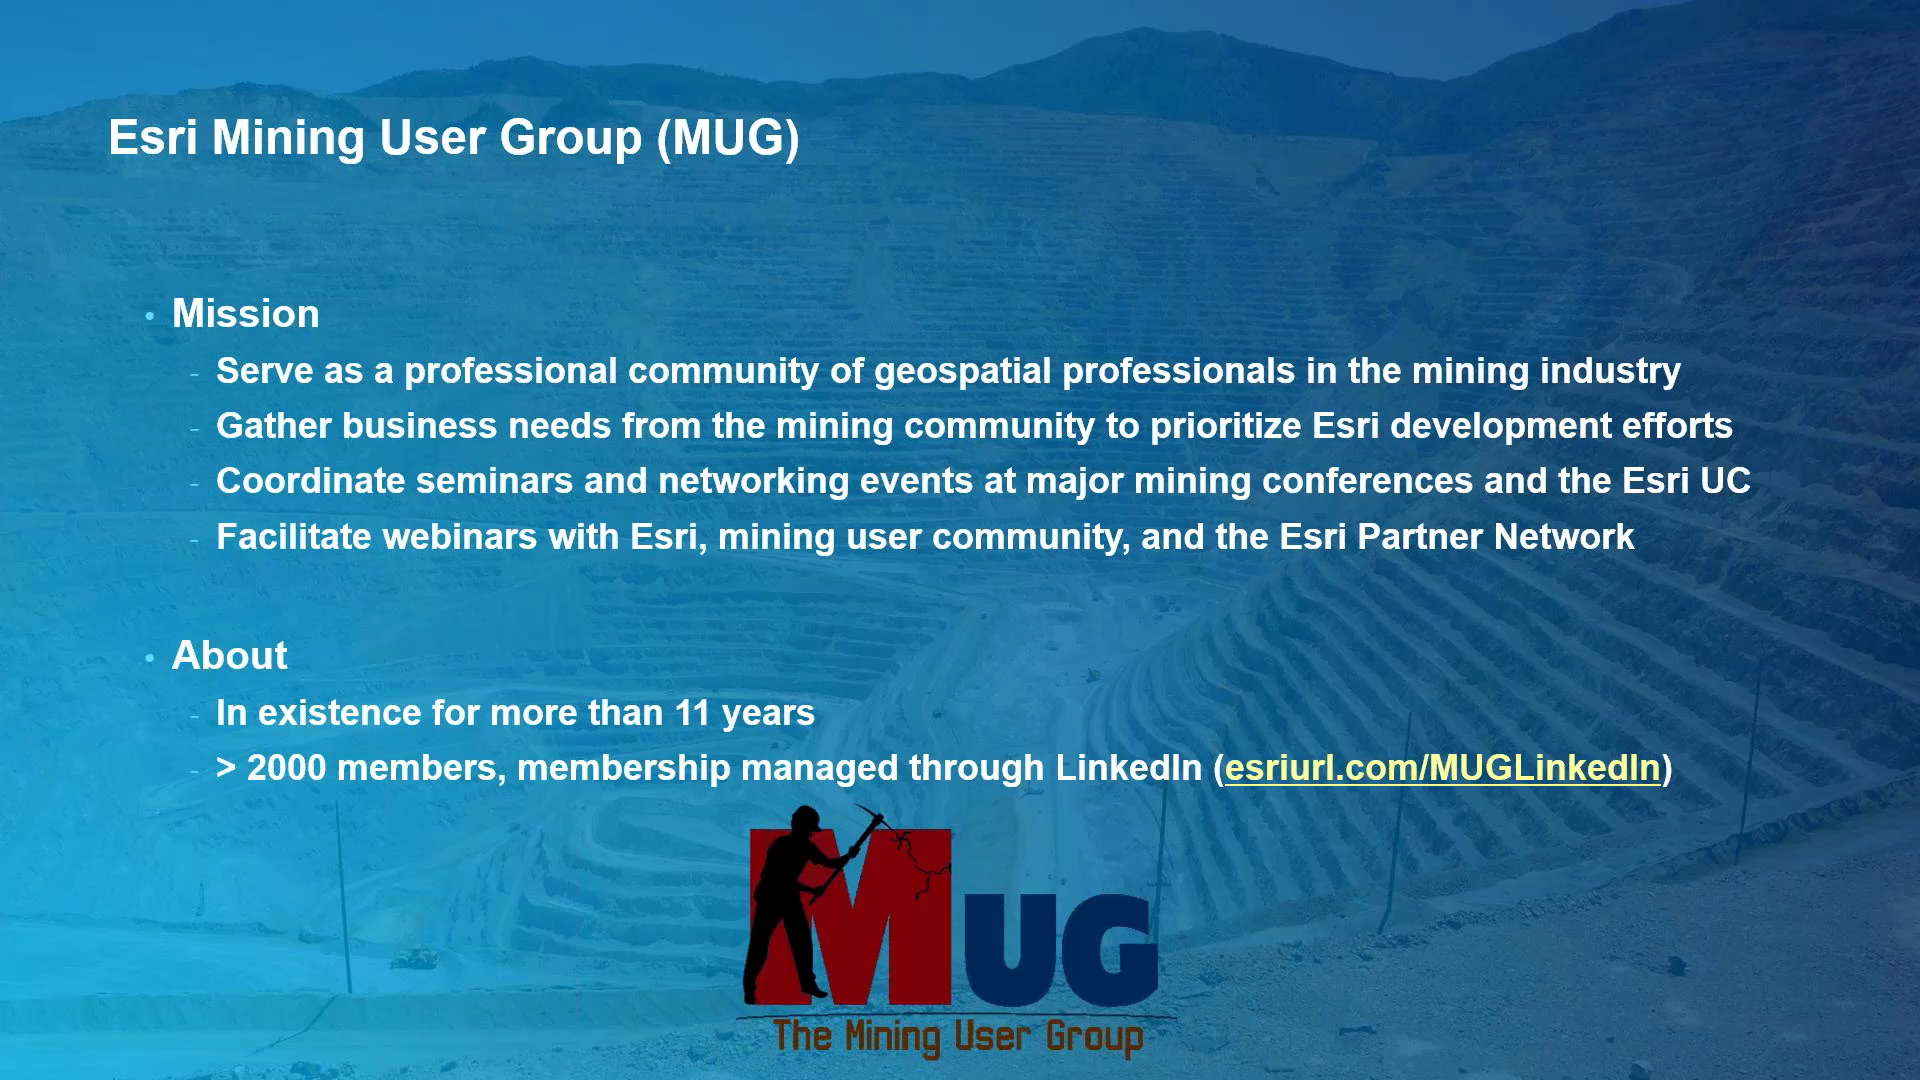 Esri Mining User Group (MUG)
• Mission
- Serve as a professional community of geospatial professionals in the mining industry
- Gather business needs from the mining community to prioritize Esri development efforts
- Coordinate seminars and networking events at major mining conferences and the Esri UC
- Facilitate webinars with Esri, mining user community, and the Esri Partner Network
• About
- In existence for more than 11 years
- > 2000 members, membership managed through LinkedIn (esriurl.com/MUGLinkedIn)
MUG
The Mining User Group